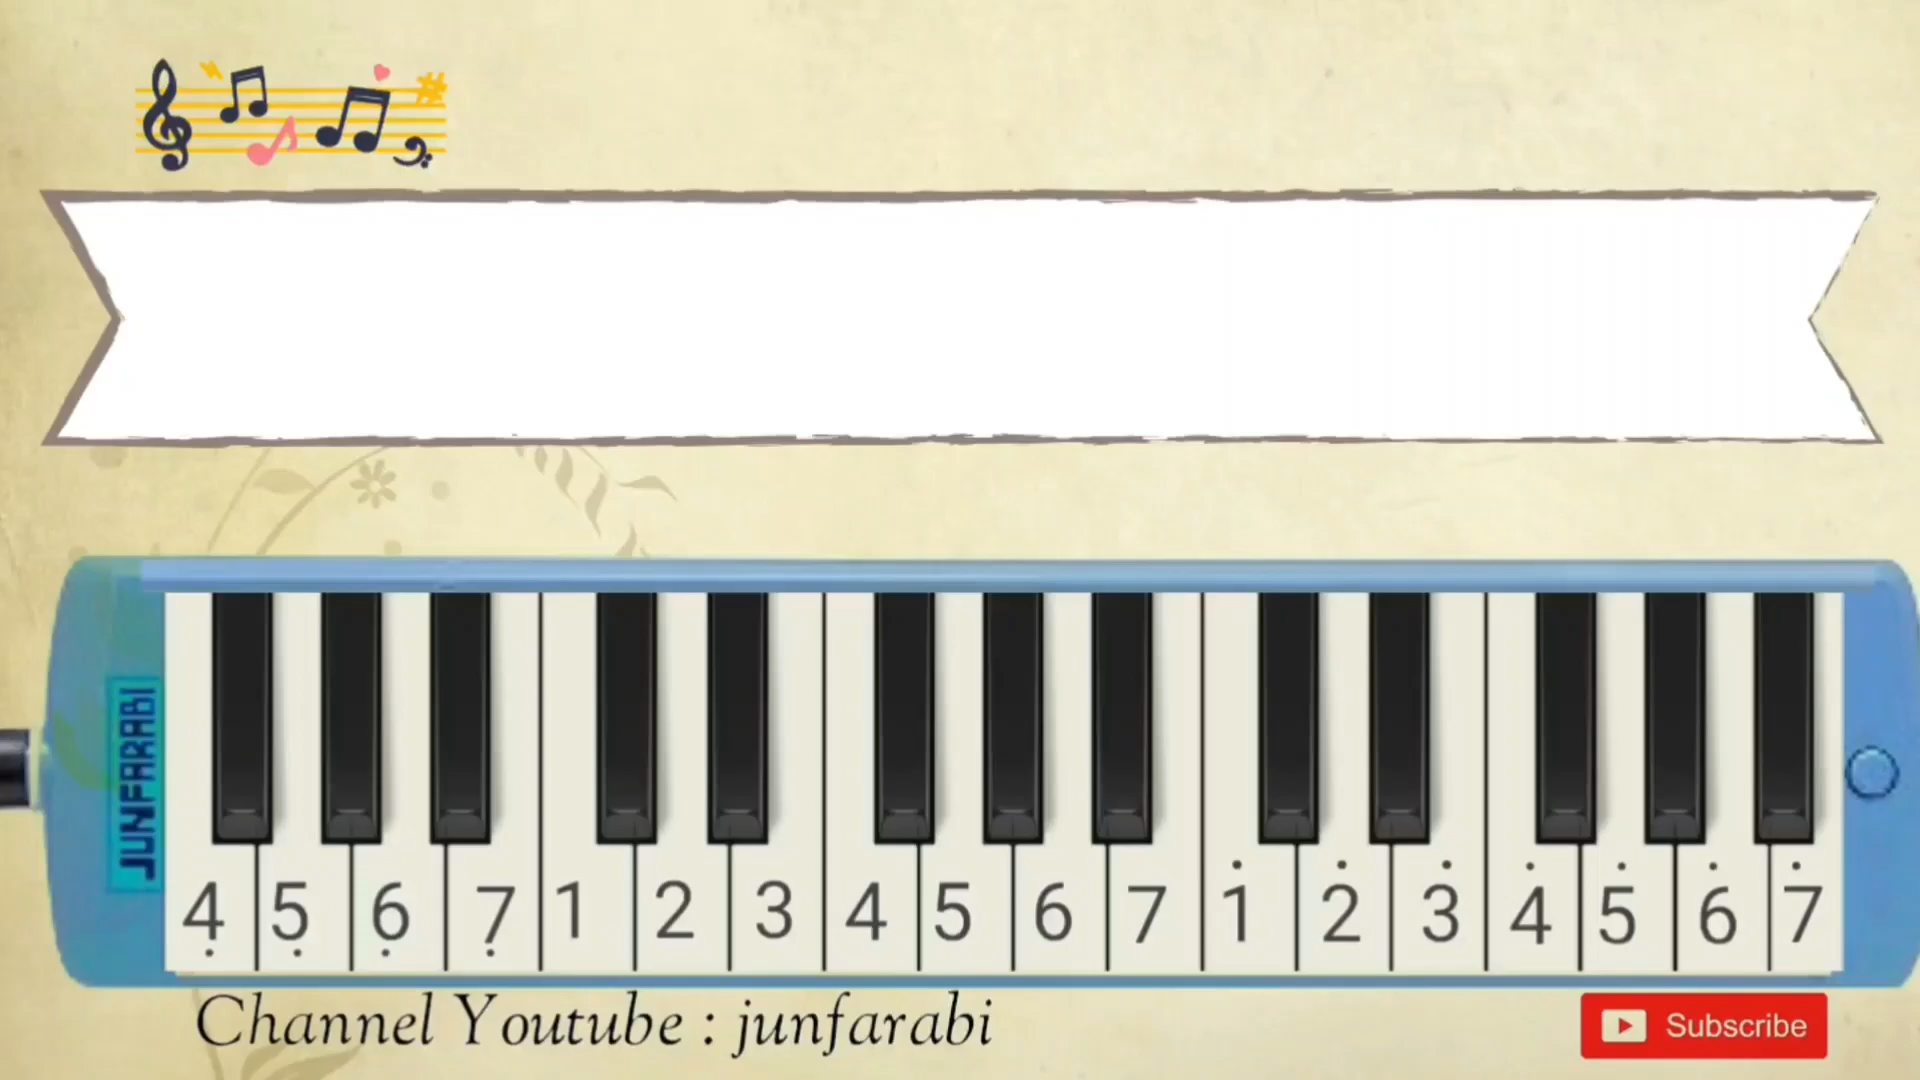 JUNFARABI
4̣ 5̣ 6̣ 7̣ 1 2 3 4 5 6 7 1̇ 2̇ 3̇ 4̇ 5̇ 6̇ 7̇
Channel Youtube : junfarabi
Subscribe